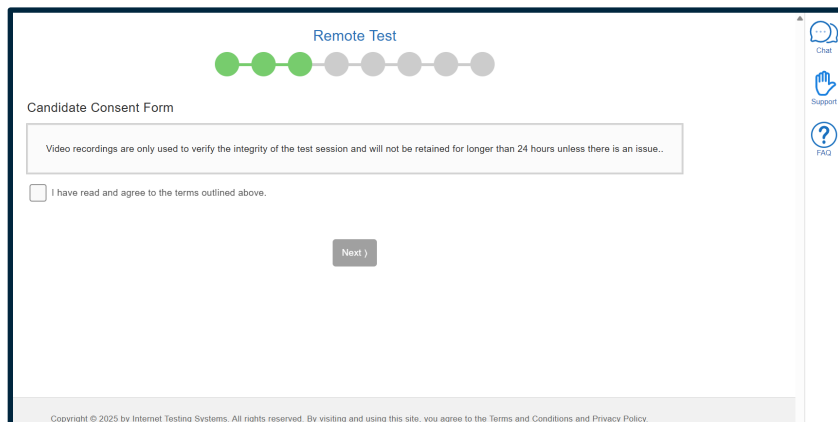 Remote Test
Chat
Support
?
FAQ
Candidate Consent Form
Video recordings are only used to verify the integrity of the test session and will not be retained for longer than 24 hours unless there is an issue..
I have read and agree to the terms outlined above.
Next ⟩
Copyright © 2025 by Internet Testing Systems. All rights reserved. By visiting and using this site, you agree to the Terms and Conditions and Privacy Policy.